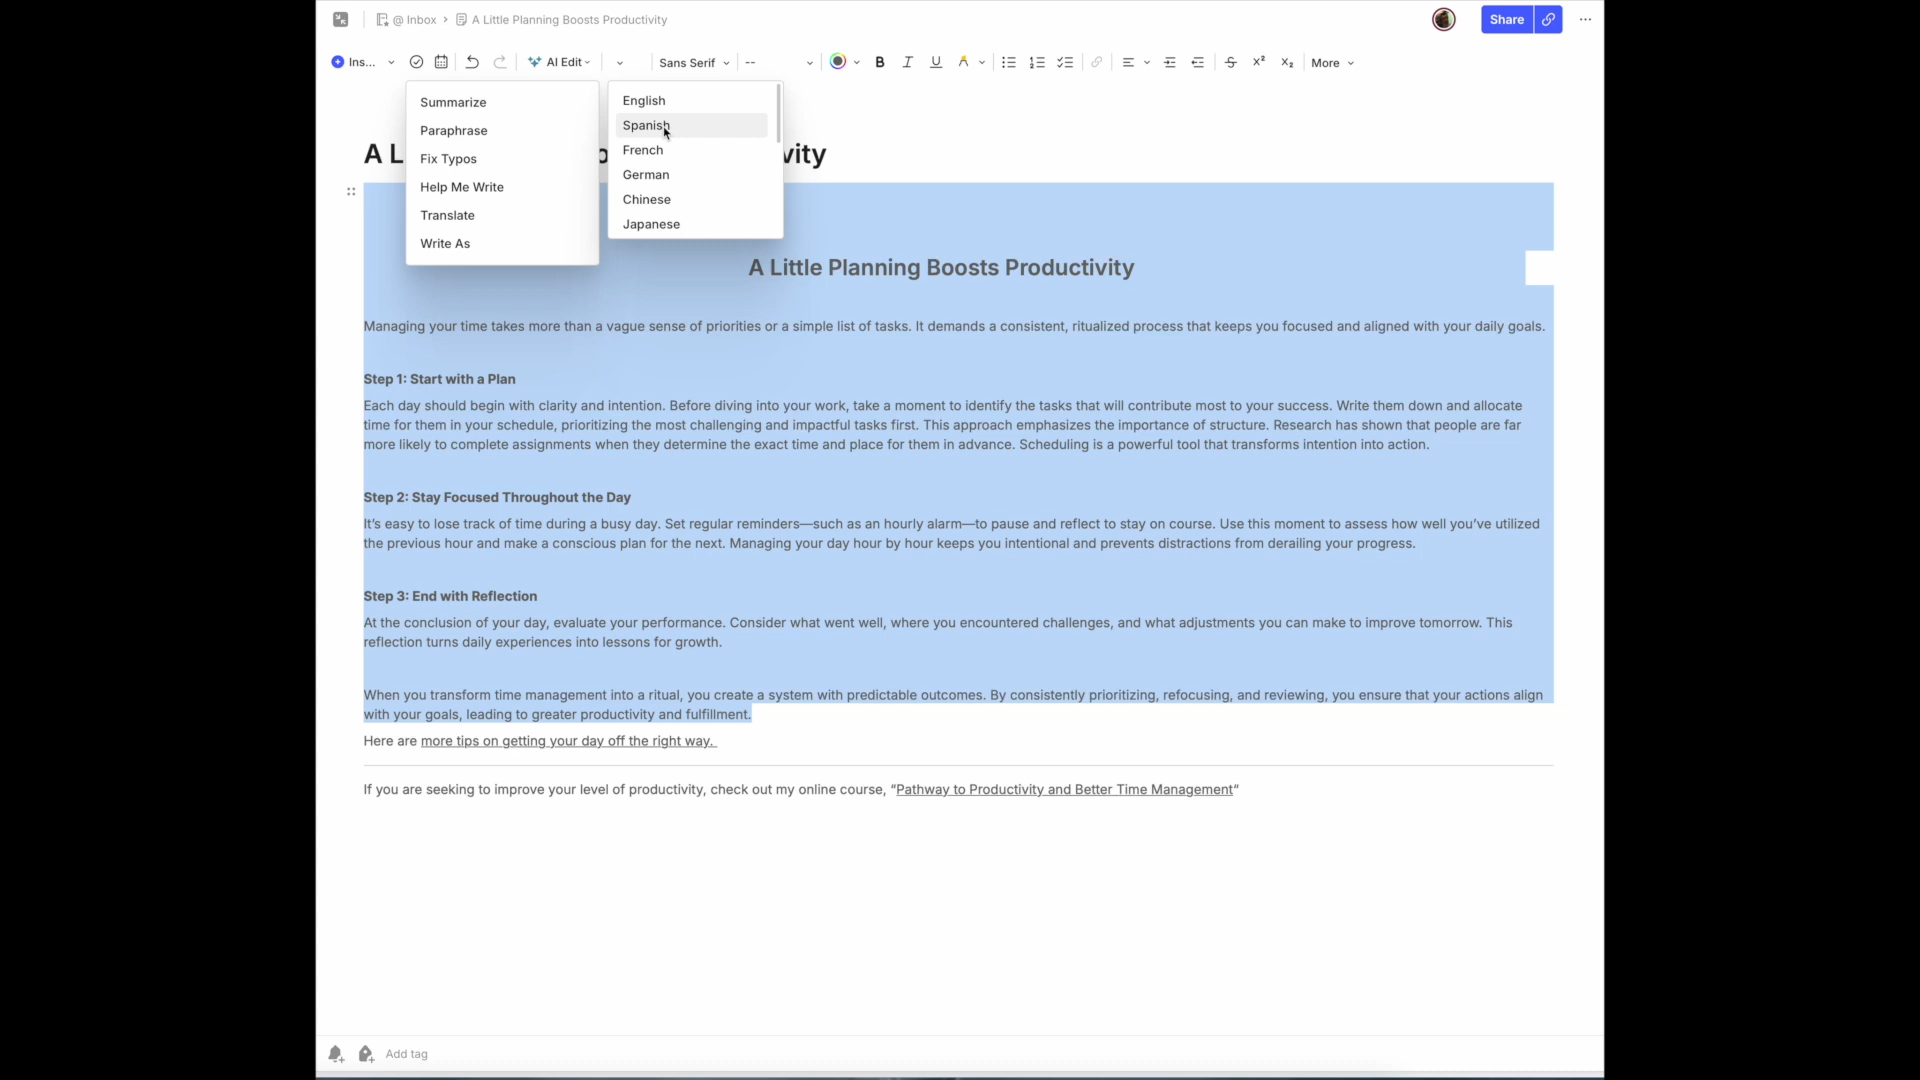 @ Inbox › A Little Planning Boosts Productivity
Share
Ins...
AI Edit
Sans Serif
--
B I U A
S X² X₂
More
Summarize
Paraphrase
Fix Typos
Help Me Write
Translate
Write As
English
Spanish
French
German
Chinese
Japanese
A L
vity
A Little Planning Boosts Productivity
Managing your time takes more than a vague sense of priorities or a simple list of tasks. It demands a consistent, ritualized process that keeps you focused and aligned with your daily goals.
Step 1: Start with a Plan
Each day should begin with clarity and intention. Before diving into your work, take a moment to identify the tasks that will contribute most to your success. Write them down and allocate
time for them in your schedule, prioritizing the most challenging and impactful tasks first. This approach emphasizes the importance of structure. Research has shown that people are far
more likely to complete assignments when they determine the exact time and place for them in advance. Scheduling is a powerful tool that transforms intention into action.
Step 2: Stay Focused Throughout the Day
It’s easy to lose track of time during a busy day. Set regular reminders—such as an hourly alarm—to pause and reflect to stay on course. Use this moment to assess how well you’ve utilized
the previous hour and make a conscious plan for the next. Managing your day hour by hour keeps you intentional and prevents distractions from derailing your progress.
Step 3: End with Reflection
At the conclusion of your day, evaluate your performance. Consider what went well, where you encountered challenges, and what adjustments you can make to improve tomorrow. This
reflection turns daily experiences into lessons for growth.
When you transform time management into a ritual, you create a system with predictable outcomes. By consistently prioritizing, refocusing, and reviewing, you ensure that your actions align
with your goals, leading to greater productivity and fulfillment.
Here are more tips on getting your day off the right way.
If you are seeking to improve your level of productivity, check out my online course, “Pathway to Productivity and Better Time Management“
Add tag